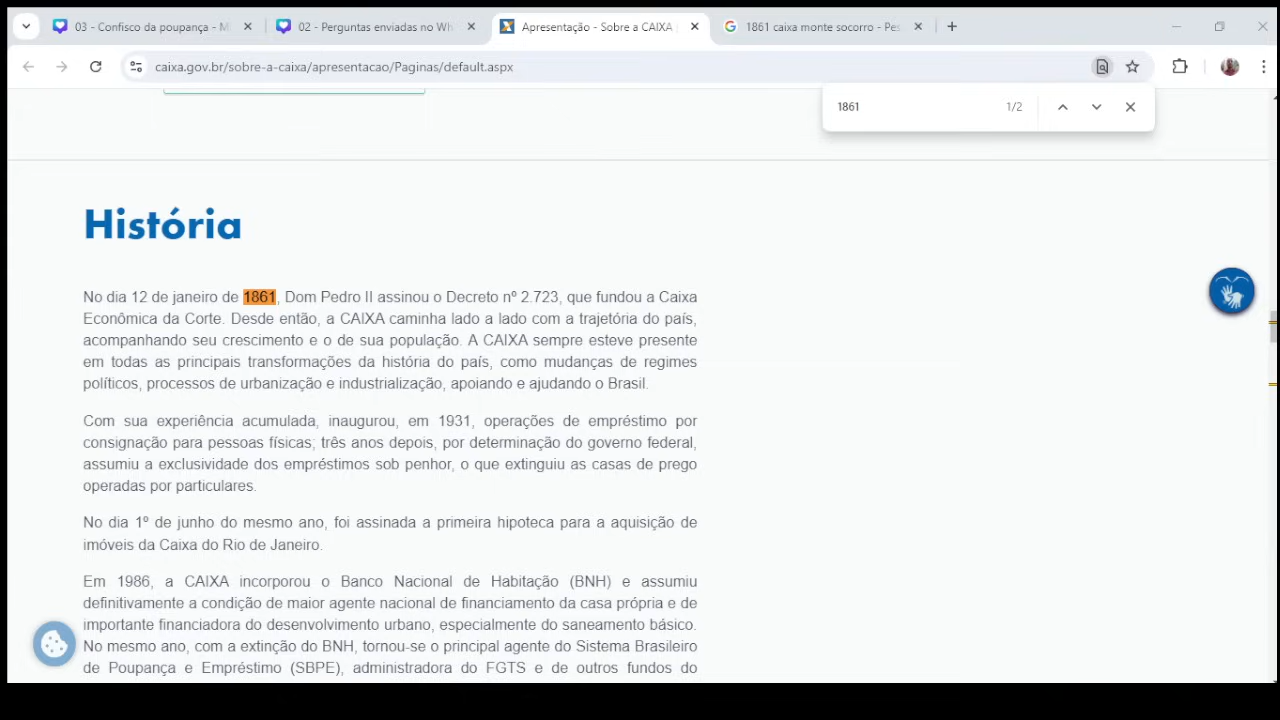 03 - Confisco da poupança - M
02 - Perguntas enviadas no Wh
Apresentação - Sobre a CAIXA
1861 caixa monte socorro - Pes
caixa.gov.br/sobre-a-caixa/apresentacao/Paginas/default.aspx
1861 1/2
História
No dia 12 de janeiro de 1861, Dom Pedro II assinou o Decreto nº 2.723, que fundou a Caixa
Econômica da Corte. Desde então, a CAIXA caminha lado a lado com a trajetória do país,
acompanhando seu crescimento e o de sua população. A CAIXA sempre esteve presente
em todas as principais transformações da história do país, como mudanças de regimes
políticos, processos de urbanização e industrialização, apoiando e ajudando o Brasil.
Com sua experiência acumulada, inaugurou, em 1931, operações de empréstimo por
consignação para pessoas físicas; três anos depois, por determinação do governo federal,
assumiu a exclusividade dos empréstimos sob penhor, o que extinguiu as casas de prego
operadas por particulares.
No dia 1º de junho do mesmo ano, foi assinada a primeira hipoteca para a aquisição de
imóveis da Caixa do Rio de Janeiro.
Em 1986, a CAIXA incorporou o Banco Nacional de Habitação (BNH) e assumiu
definitivamente a condição de maior agente nacional de financiamento da casa própria e de
importante financiadora do desenvolvimento urbano, especialmente do saneamento básico.
No mesmo ano, com a extinção do BNH, tornou-se o principal agente do Sistema Brasileiro
de Poupança e Empréstimo (SBPE), administradora do FGTS e de outros fundos do